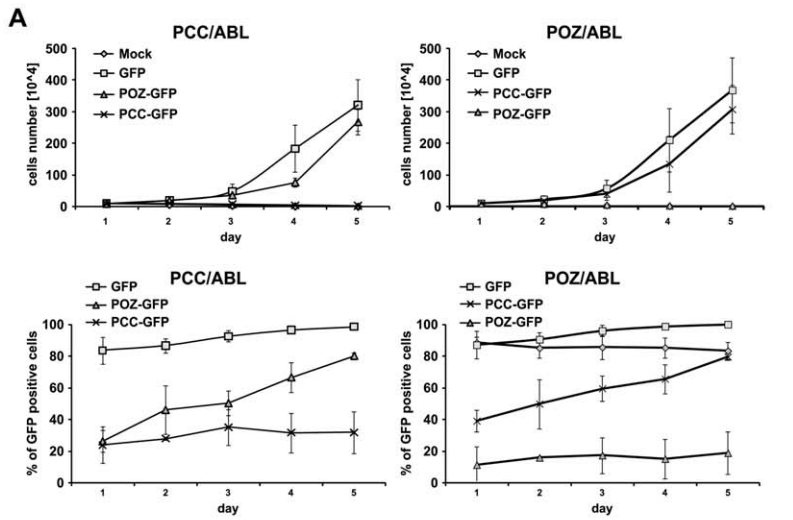 A
PCC/ABL
500
400
300
200
100
0
cells number [10^4]
Mock
GFP
POZ-GFP
PCC-GFP
1 2 3 4 5
day
POZ/ABL
500
400
300
200
100
0
cells number [10^4]
Mock
GFP
PCC-GFP
POZ-GFP
1 2 3 4 5
day
PCC/ABL
GFP
POZ-GFP
PCC-GFP
100
80
60
40
20
0
% of GFP positive cells
1 2 3 4 5
day
POZ/ABL
GFP
PCC-GFP
POZ-GFP
100
80
60
40
20
0
% of GFP positive cells
1 2 3 4 5
day